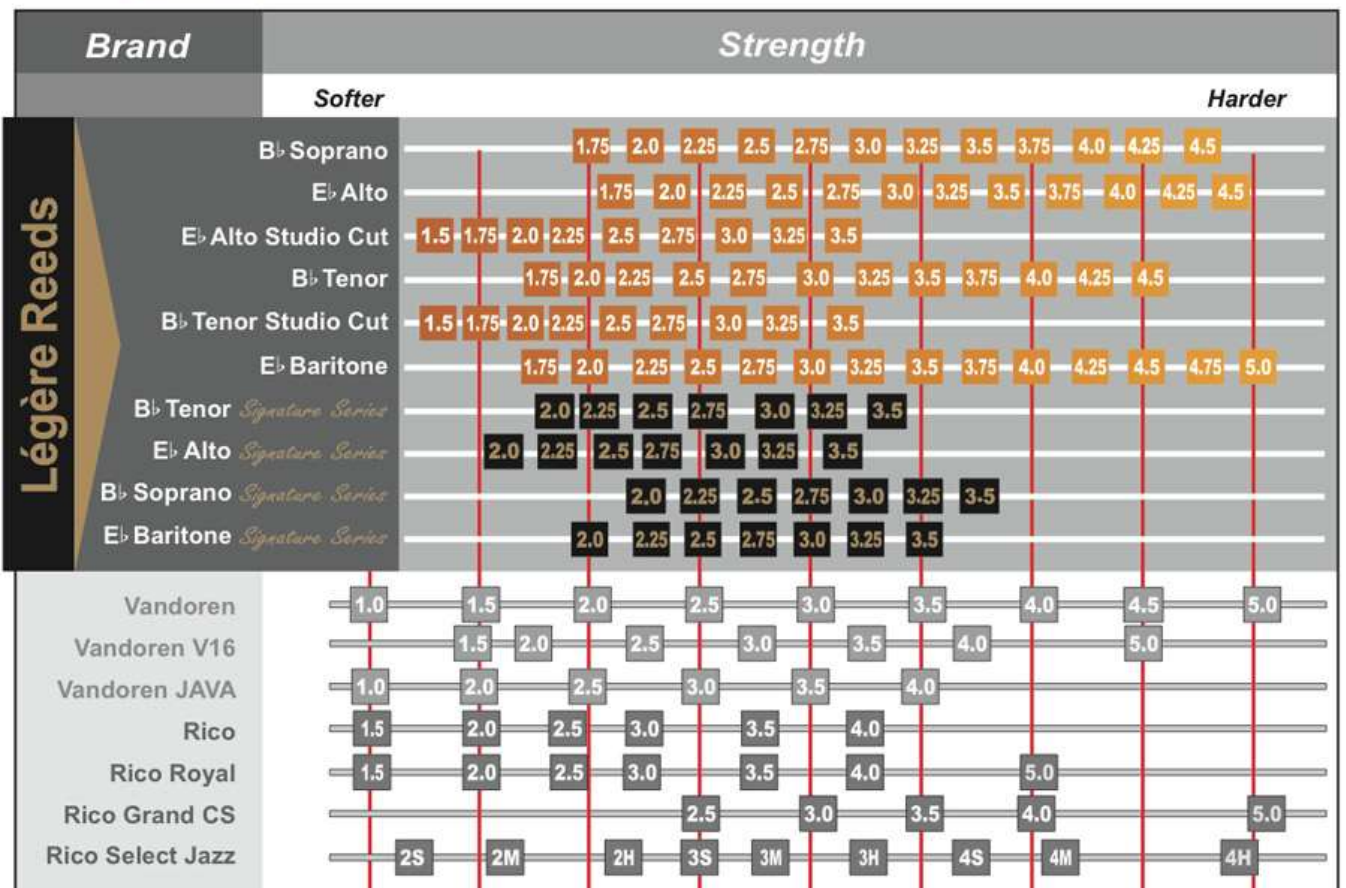 Brand Strength
Softer Harder
Légère Reeds
B♭ Soprano 1.75 2.0 2.25 2.5 2.75 3.0 3.25 3.5 3.75 4.0 4.25 4.5
E♭ Alto 1.75 2.0 2.25 2.5 2.75 3.0 3.25 3.5 3.75 4.0 4.25 4.5
E♭ Alto Studio Cut 1.5 1.75 2.0 2.25 2.5 2.75 3.0 3.25 3.5
B♭ Tenor 1.75 2.0 2.25 2.5 2.75 3.0 3.25 3.5 3.75 4.0 4.25 4.5
B♭ Tenor Studio Cut 1.5 1.75 2.0 2.25 2.5 2.75 3.0 3.25 3.5
E♭ Baritone 1.75 2.0 2.25 2.5 2.75 3.0 3.25 3.5 3.75 4.0 4.25 4.5 4.75 5.0
B♭ Tenor Signature Series 2.0 2.25 2.5 2.75 3.0 3.25 3.5
E♭ Alto Signature Series 2.0 2.25 2.5 2.75 3.0 3.25 3.5
B♭ Soprano Signature Series 2.0 2.25 2.5 2.75 3.0 3.25 3.5
E♭ Baritone Signature Series 2.0 2.25 2.5 2.75 3.0 3.25 3.5
Vandoren 1.0 1.5 2.0 2.5 3.0 3.5 4.0 4.5 5.0
Vandoren V16 1.5 2.0 2.5 3.0 3.5 4.0 5.0
Vandoren JAVA 1.0 2.0 2.5 3.0 3.5 4.0
Rico 1.5 2.0 2.5 3.0 3.5 4.0
Rico Royal 1.5 2.0 2.5 3.0 3.5 4.0 5.0
Rico Grand CS 2.5 3.0 3.5 4.0 5.0
Rico Select Jazz 2S 2M 2H 3S 3M 3H 4S 4M 4H